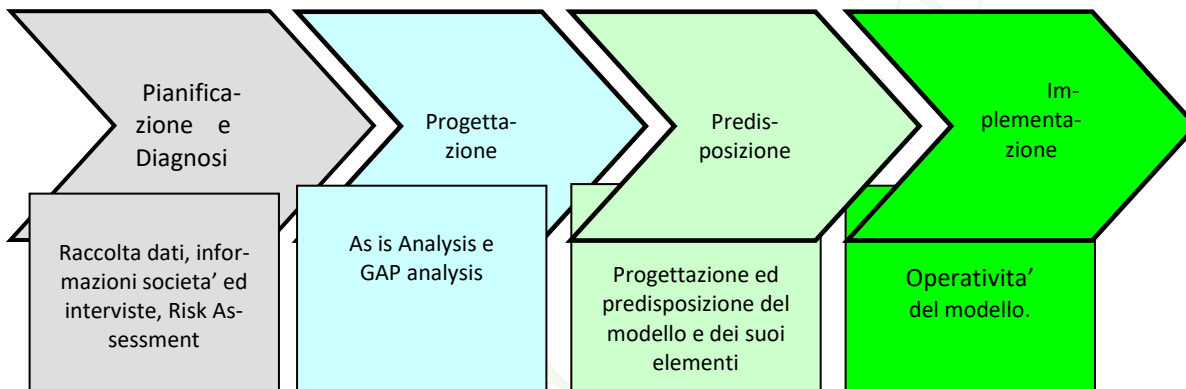 Pianifica-
zione e
Diagnosi
Raccolta dati, infor-
mazioni societa’ ed
interviste, Risk As-
sessment
Progetta-
zione
As is Analysis e
GAP analysis
Predis-
posizione
Progettazione ed
predisposizione del
modello e dei suoi
elementi
Im-
plementa-
zione
Operativita’
del modello.